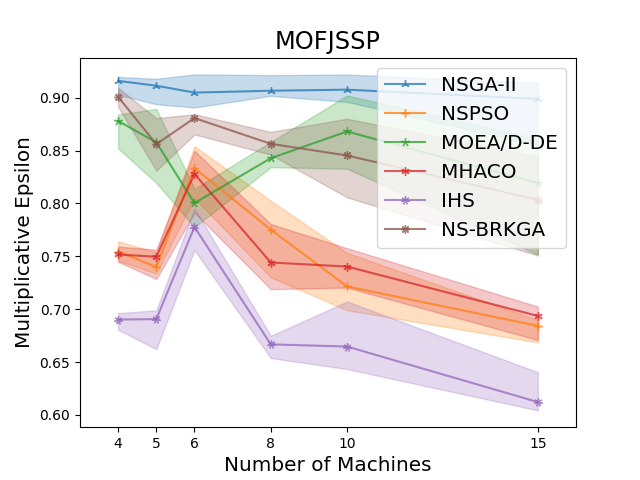 MOFJSSP
NSGA-II
NSPSO
MOEA/D-DE
MHACO
IHS
NS-BRKGA
Multiplicative Epsilon
0.90
0.85
0.80
0.75
0.70
0.65
0.60
4 5 6 8 10 15
Number of Machines